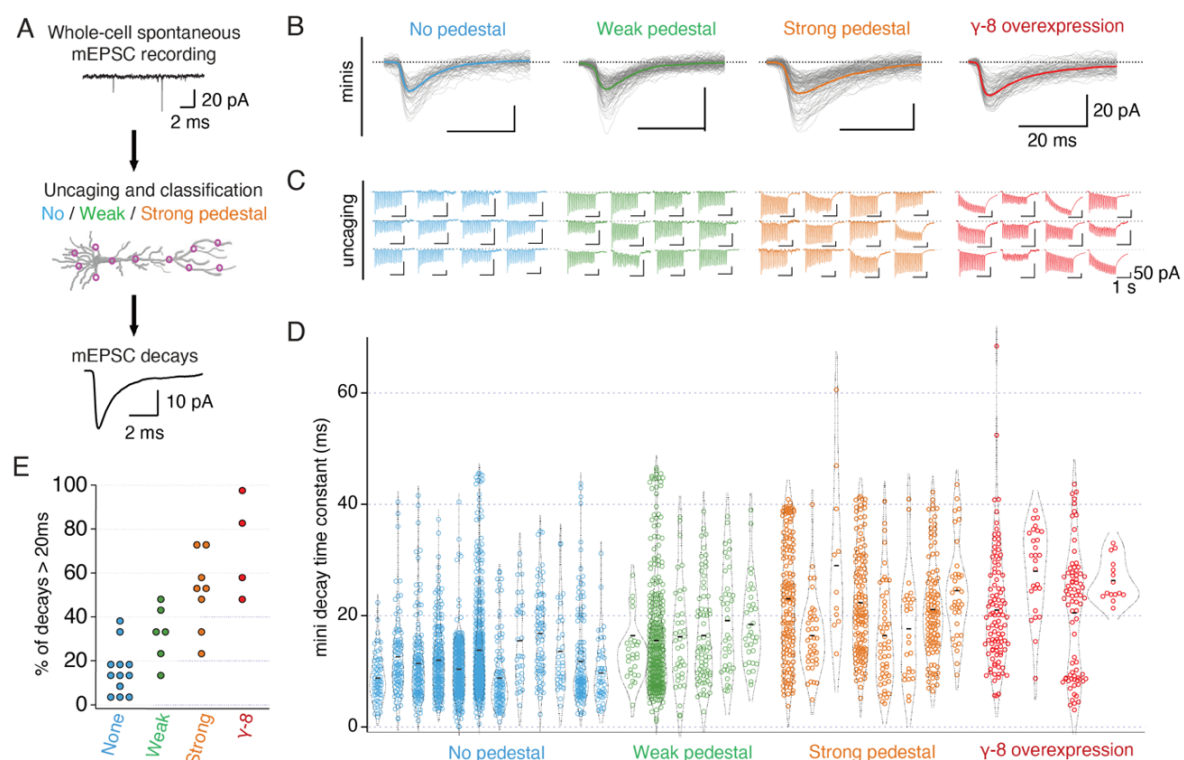 A
Whole-cell spontaneous
mEPSC recording
20 pA
2 ms
Uncaging and classification
No / Weak / Strong pedestal
mEPSC decays
10 pA
2 ms
B
No pedestal
Weak pedestal
Strong pedestal
γ-8 overexpression
minis
20 pA
20 ms
C
uncaging
50 pA
1 s
D
mini decay time constant (ms)
60
40
20
0
No pedestal
Weak pedestal
Strong pedestal
γ-8 overexpression
E
% of decays > 20ms
100
80
60
40
20
0
None
Weak
Strong
γ-8